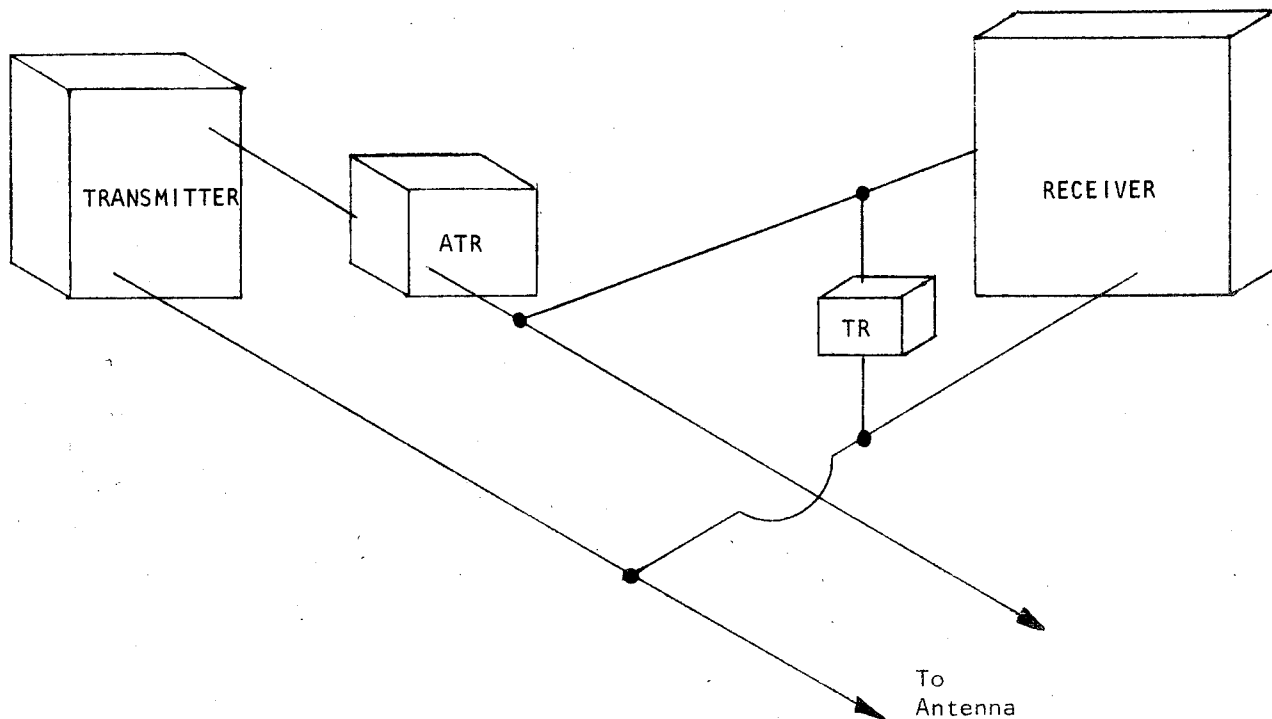 TRANSMITTER
ATR
RECEIVER
TR
To
Antenna